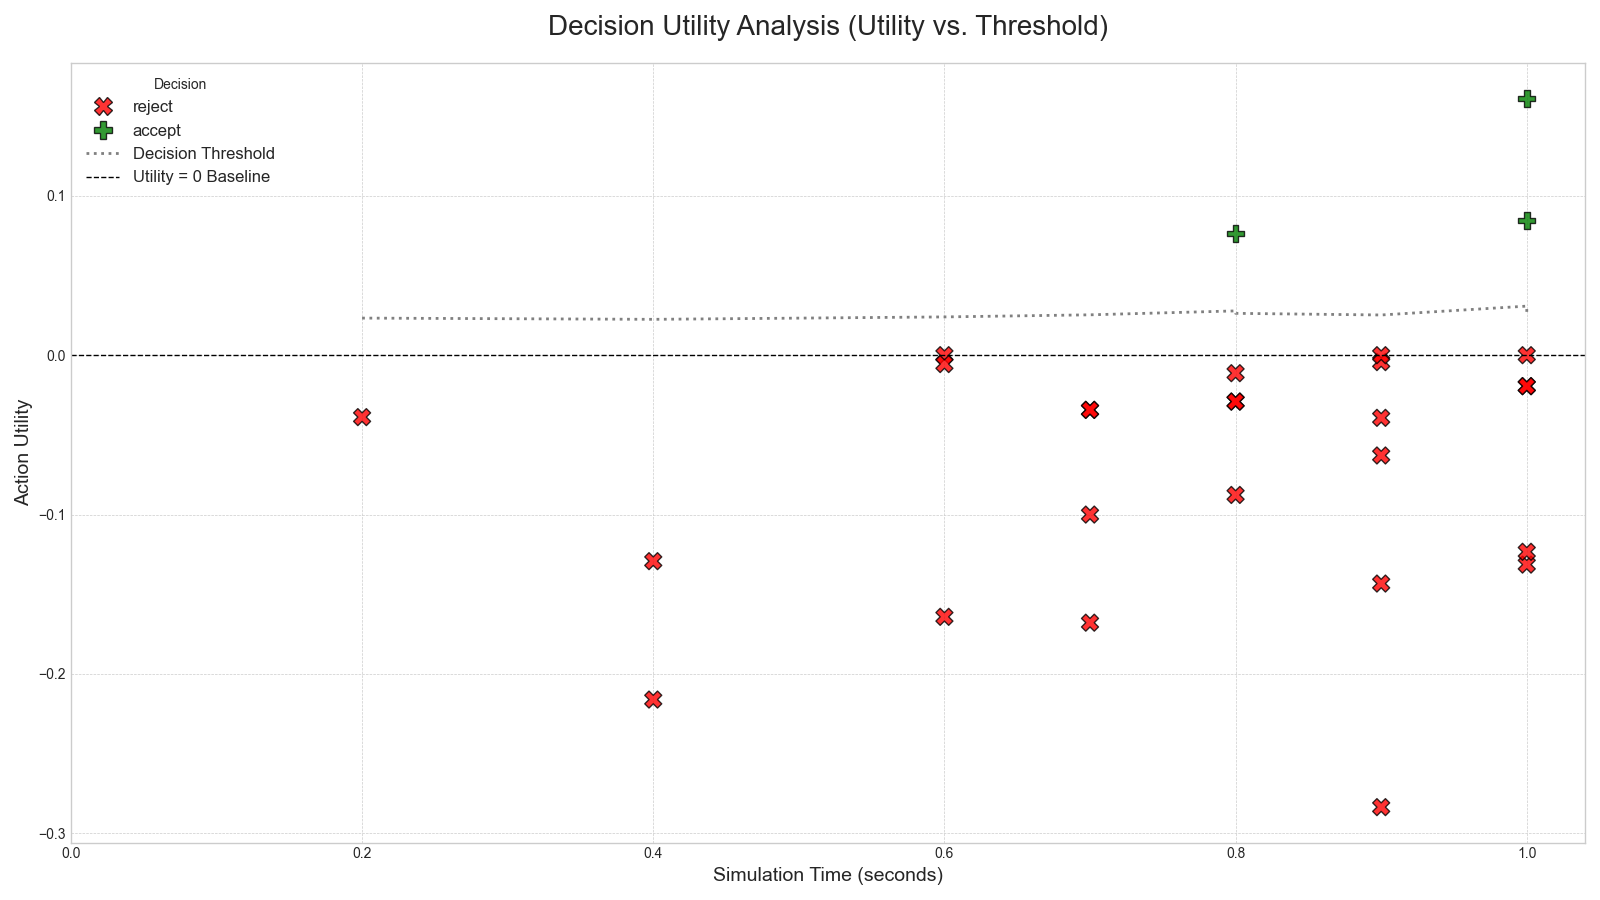 Decision Utility Analysis (Utility vs. Threshold)
Decision
reject
accept
Decision Threshold
Utility = 0 Baseline
Action Utility
0.1
0.0
−0.1
−0.2
−0.3
0.0 0.2 0.4 0.6 0.8 1.0
Simulation Time (seconds)